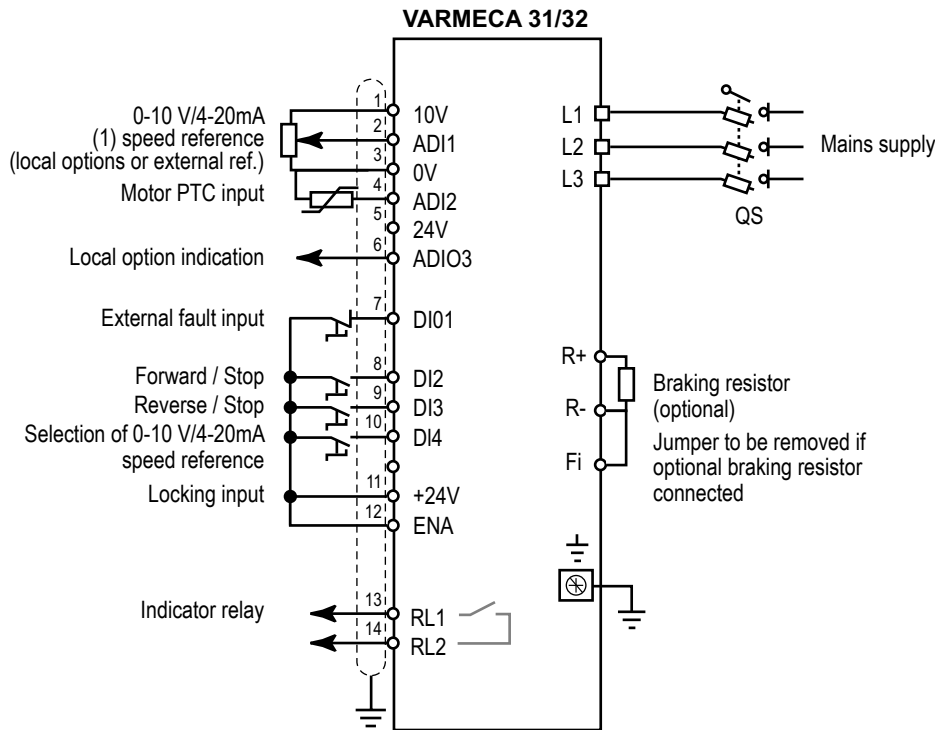 VARMECA 31/32
0-10 V/4-20mA
(1) speed reference
(local options or external ref.)
Motor PTC input
Local option indication
External fault input
Forward / Stop
Reverse / Stop
Selection of 0-10 V/4-20mA
speed reference
Locking input
Indicator relay
1
2
3
4
5
6
7
8
9
10
11
12
13
14
10V
ADI1
0V
ADI2
24V
ADIO3
DI01
DI2
DI3
DI4
+24V
ENA
RL1
RL2
L1
L2
L3
Mains supply
QS
R+
R-
Fi
Braking resistor
(optional)
Jumper to be removed if
optional braking resistor
connected